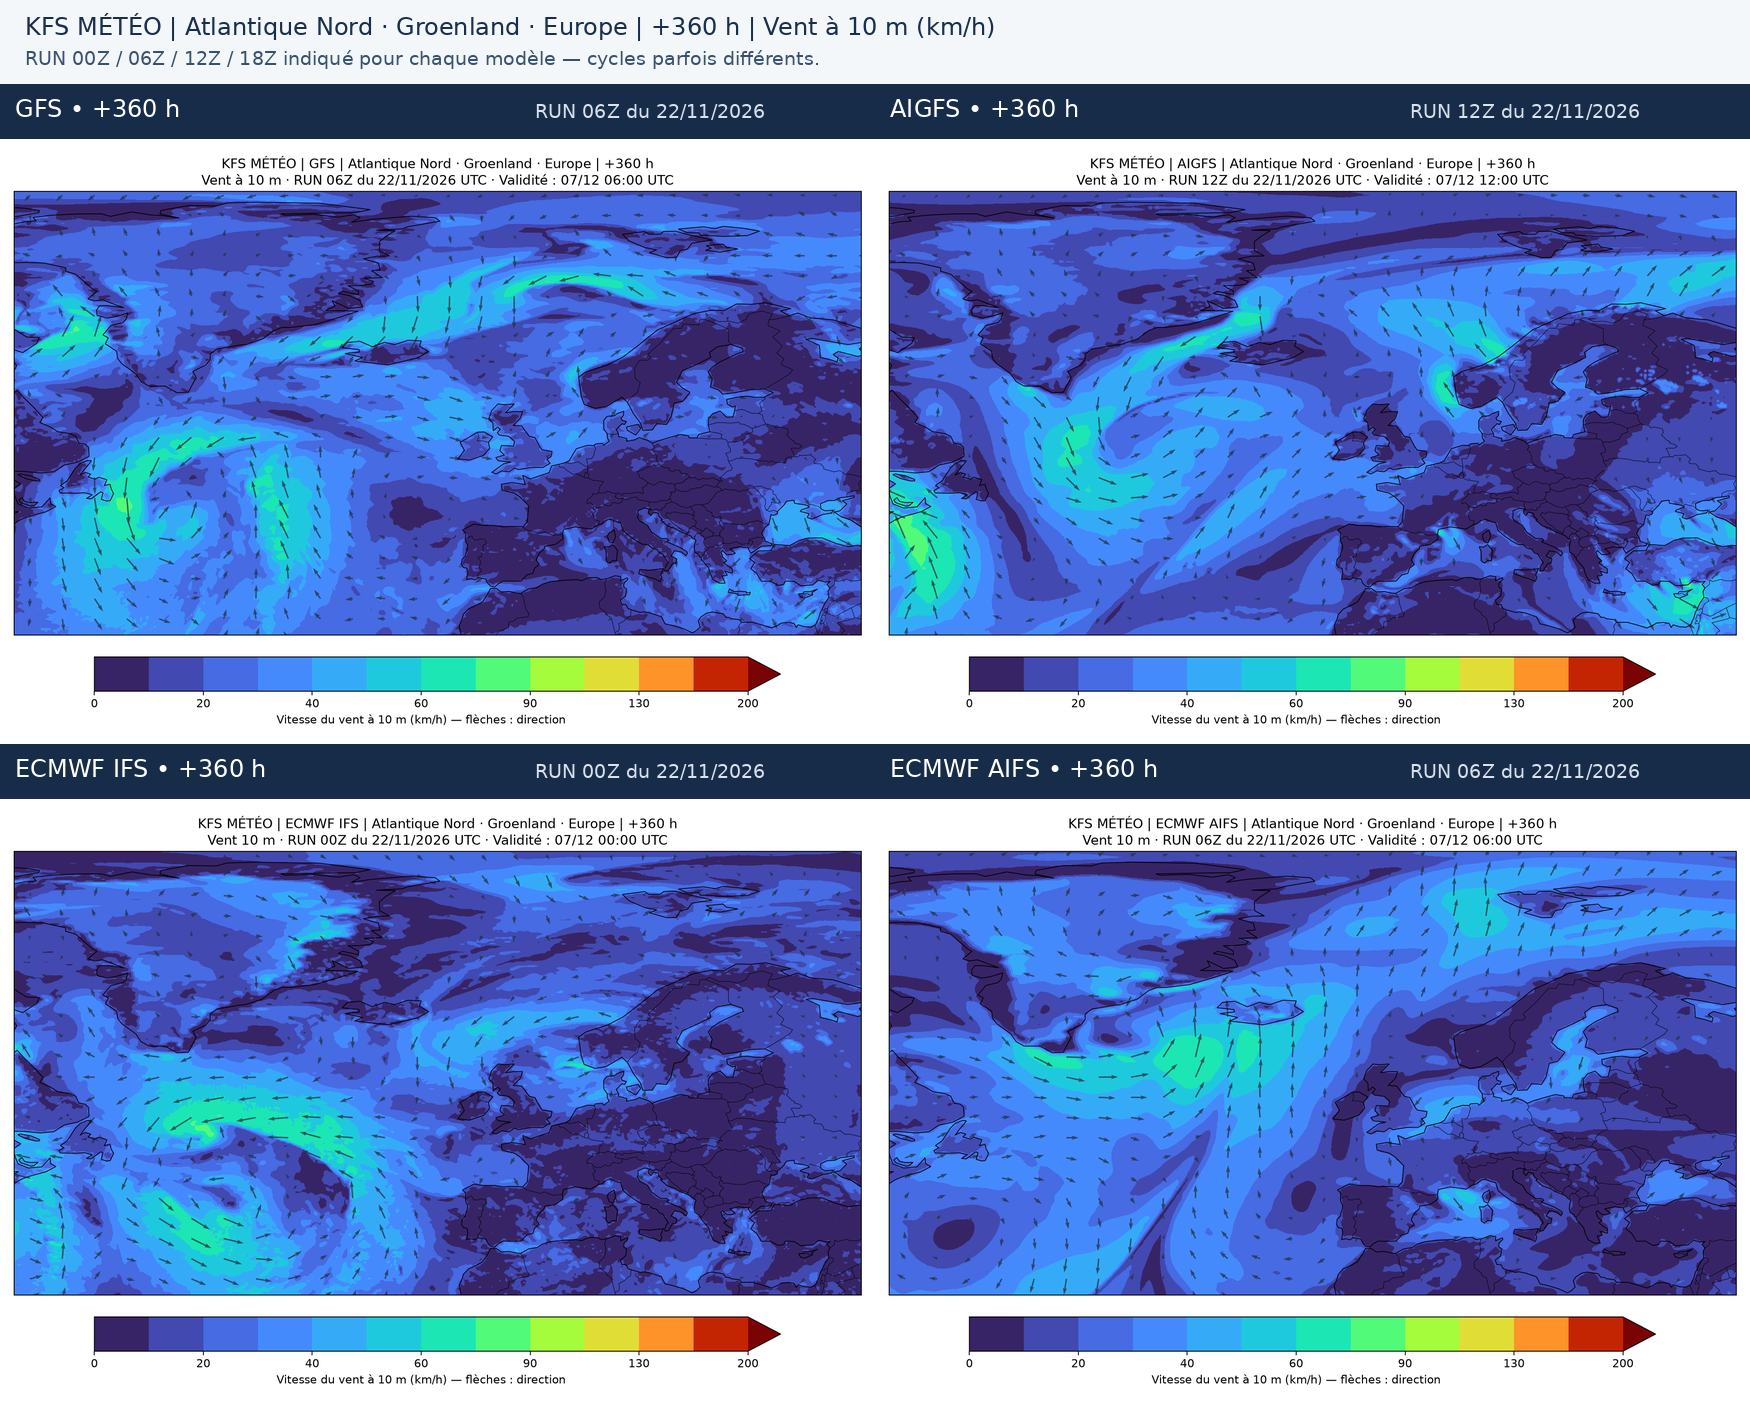 KFS MÉTÉO | Atlantique Nord · Groenland · Europe | +360 h | Vent à 10 m (km/h)
RUN 00Z / 06Z / 12Z / 18Z indiqué pour chaque modèle — cycles parfois différents.
GFS • +360 h RUN 06Z du 22/11/2026
KFS MÉTÉO | GFS | Atlantique Nord · Groenland · Europe | +360 h
Vent à 10 m · RUN 06Z du 22/11/2026 UTC · Validité : 07/12 06:00 UTC
0 20 40 60 90 130 200
Vitesse du vent à 10 m (km/h) — flèches : direction
AIGFS • +360 h RUN 12Z du 22/11/2026
KFS MÉTÉO | AIGFS | Atlantique Nord · Groenland · Europe | +360 h
Vent à 10 m · RUN 12Z du 22/11/2026 UTC · Validité : 07/12 12:00 UTC
0 20 40 60 90 130 200
Vitesse du vent à 10 m (km/h) — flèches : direction
ECMWF IFS • +360 h RUN 00Z du 22/11/2026
KFS MÉTÉO | ECMWF IFS | Atlantique Nord · Groenland · Europe | +360 h
Vent 10 m · RUN 00Z du 22/11/2026 UTC · Validité : 07/12 00:00 UTC
0 20 40 60 90 130 200
Vitesse du vent à 10 m (km/h) — flèches : direction
ECMWF AIFS • +360 h RUN 06Z du 22/11/2026
KFS MÉTÉO | ECMWF AIFS | Atlantique Nord · Groenland · Europe | +360 h
Vent 10 m · RUN 06Z du 22/11/2026 UTC · Validité : 07/12 06:00 UTC
0 20 40 60 90 130 200
Vitesse du vent à 10 m (km/h) — flèches : direction